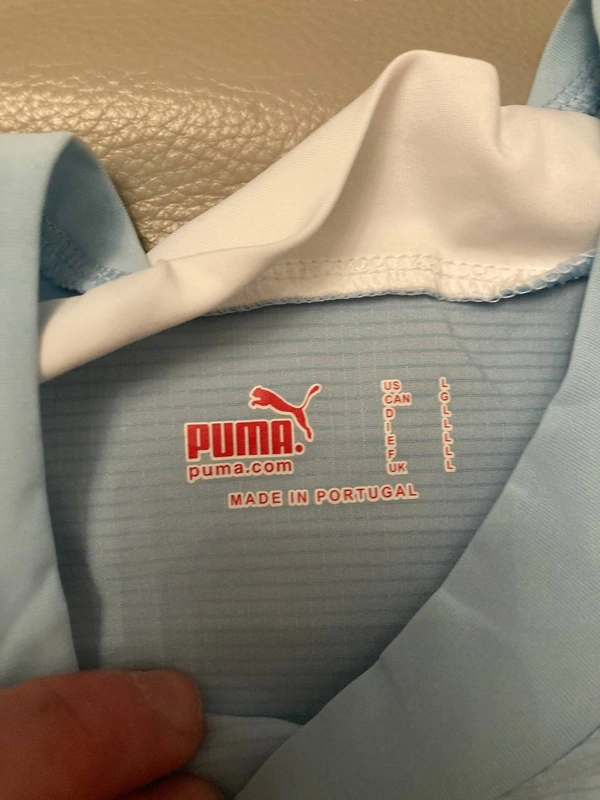 PUMA.
puma.com
MADE IN PORTUGAL
US L
CAN G
D L
I L
E L
F L
UK L